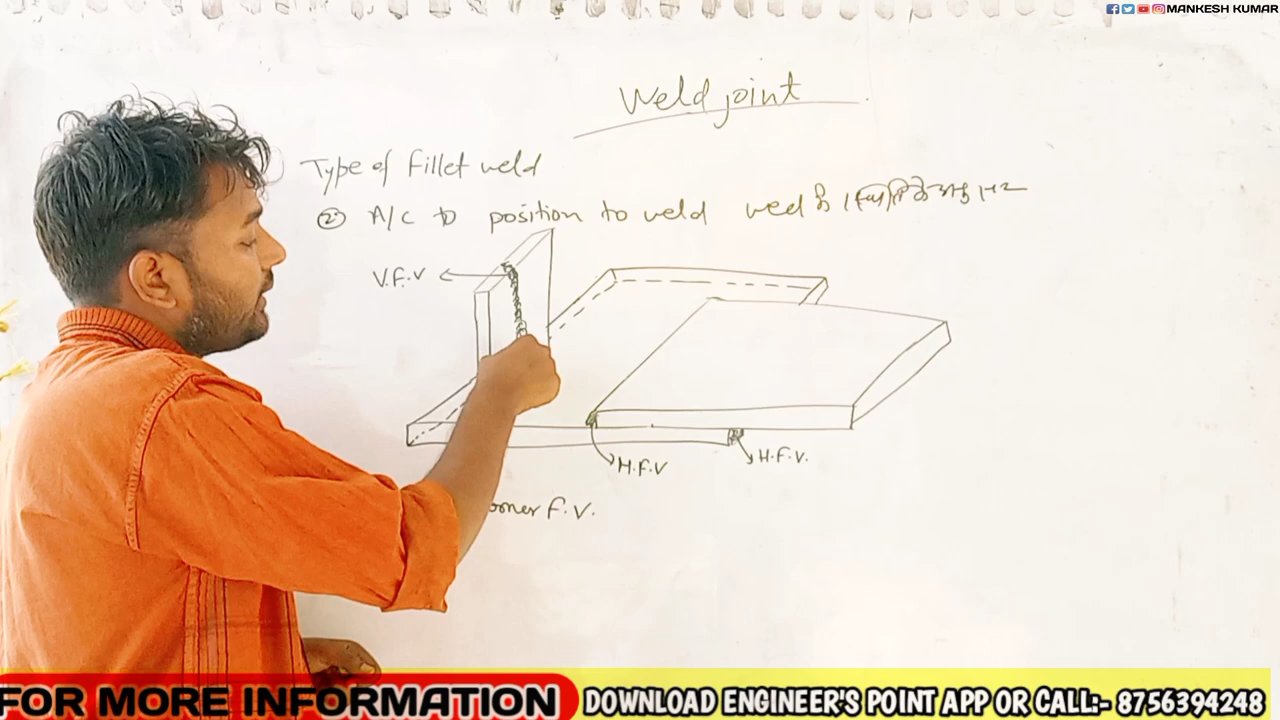 MANKESH KUMAR
Weld joint
Type of Fillet weld
② A/C to position to weld
V.F.V
H.F.V
H.F.V.
orner F.V.
FOR MORE INFORMATION
DOWNLOAD ENGINEER'S POINT APP OR CALL:- 8756394248